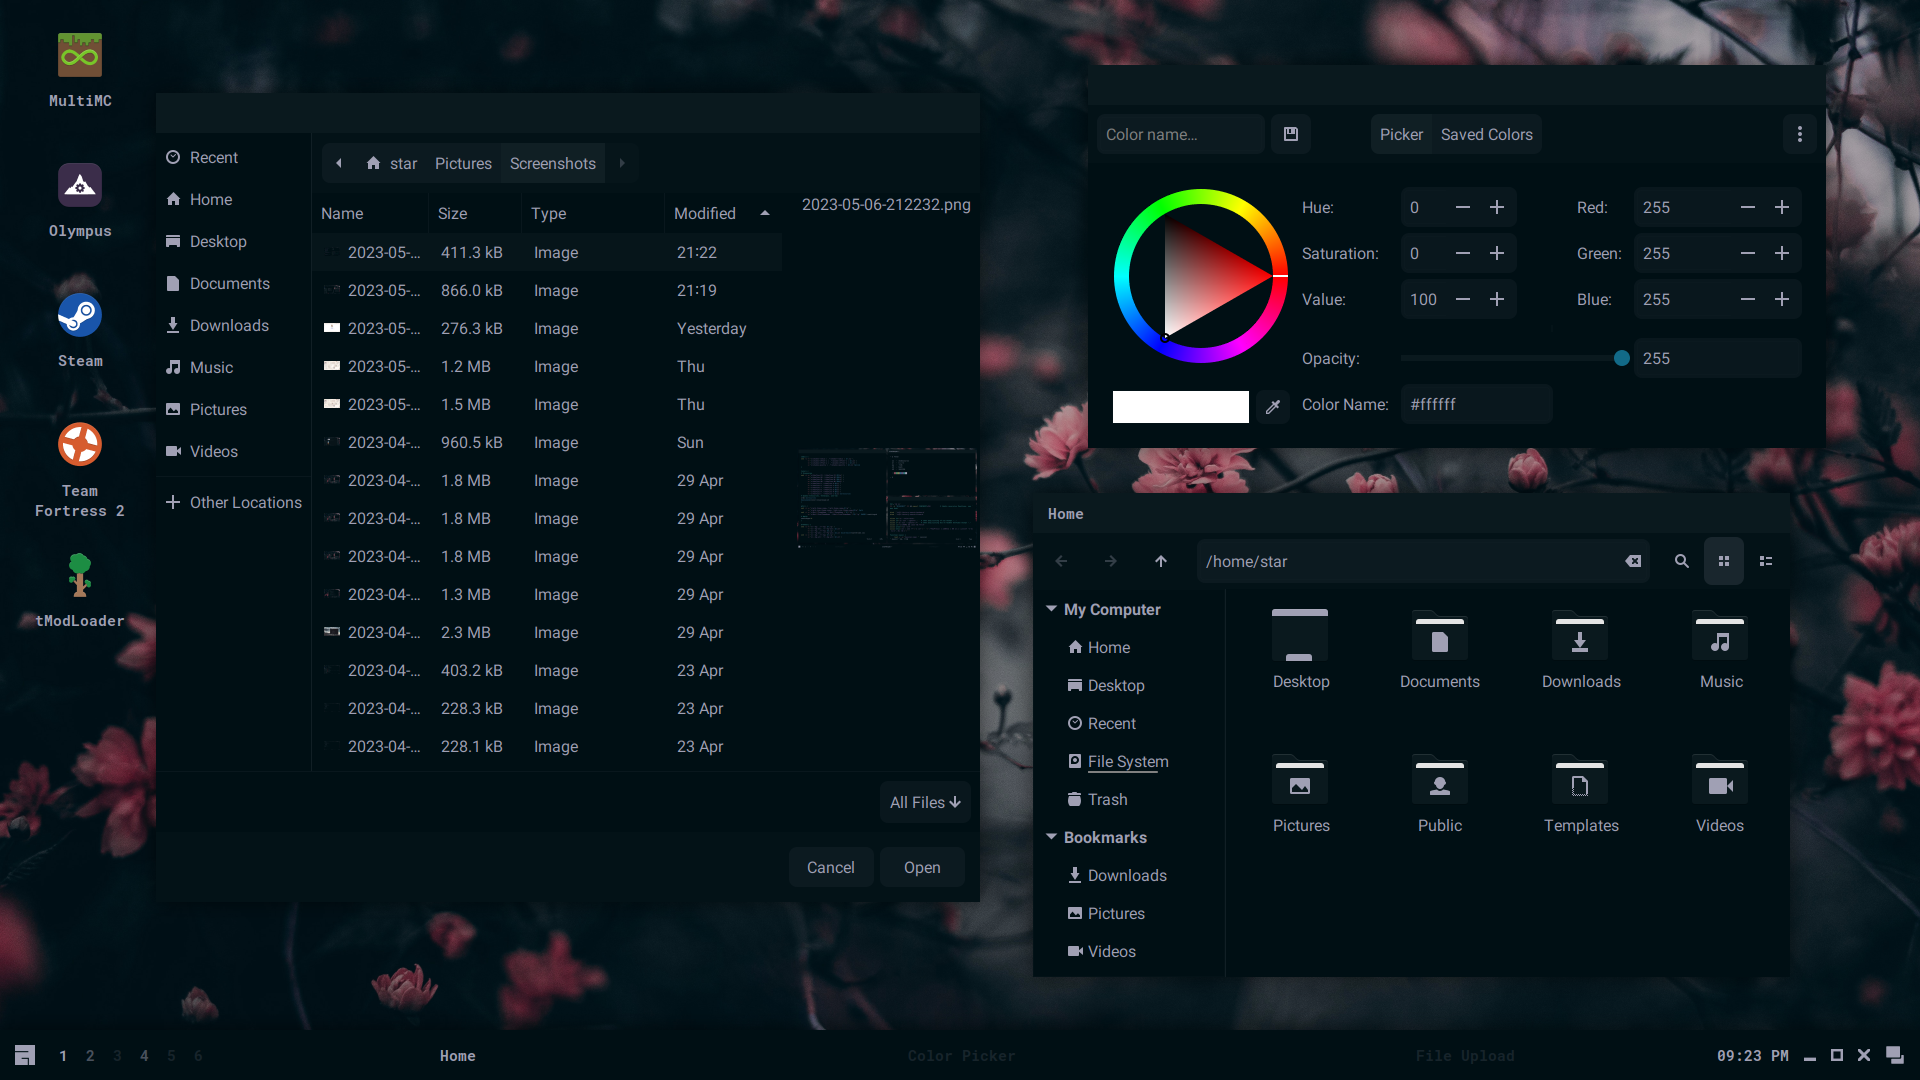 MultiMC
Olympus
Steam
Team
Fortress 2
tModLoader
Recent
Home
Desktop
Documents
Downloads
Music
Pictures
Videos
Other Locations
star Pictures Screenshots
Name Size Type Modified
2023-05-... 411.3 kB Image 21:22
2023-05-... 866.0 kB Image 21:19
2023-05-... 276.3 kB Image Yesterday
2023-05-... 1.2 MB Image Thu
2023-05-... 1.5 MB Image Thu
2023-04-... 960.5 kB Image Sun
2023-04-... 1.8 MB Image 29 Apr
2023-04-... 1.8 MB Image 29 Apr
2023-04-... 1.8 MB Image 29 Apr
2023-04-... 1.3 MB Image 29 Apr
2023-04-... 2.3 MB Image 29 Apr
2023-04-... 403.2 kB Image 23 Apr
2023-04-... 228.3 kB Image 23 Apr
2023-04-... 228.1 kB Image 23 Apr
2023-05-06-212232.png
All Files
Cancel Open
Color name...
Picker Saved Colors
Hue: 0 Red: 255
Saturation: 0 Green: 255
Value: 100 Blue: 255
Opacity: 255
Color Name: #ffffff
Home
/home/star
My Computer
Home
Desktop
Recent
File System
Trash
Bookmarks
Downloads
Pictures
Videos
Desktop Documents Downloads Music
Pictures Public Templates Videos
1 2 3 4 5 6 Home Color Picker File Upload 09:23 PM